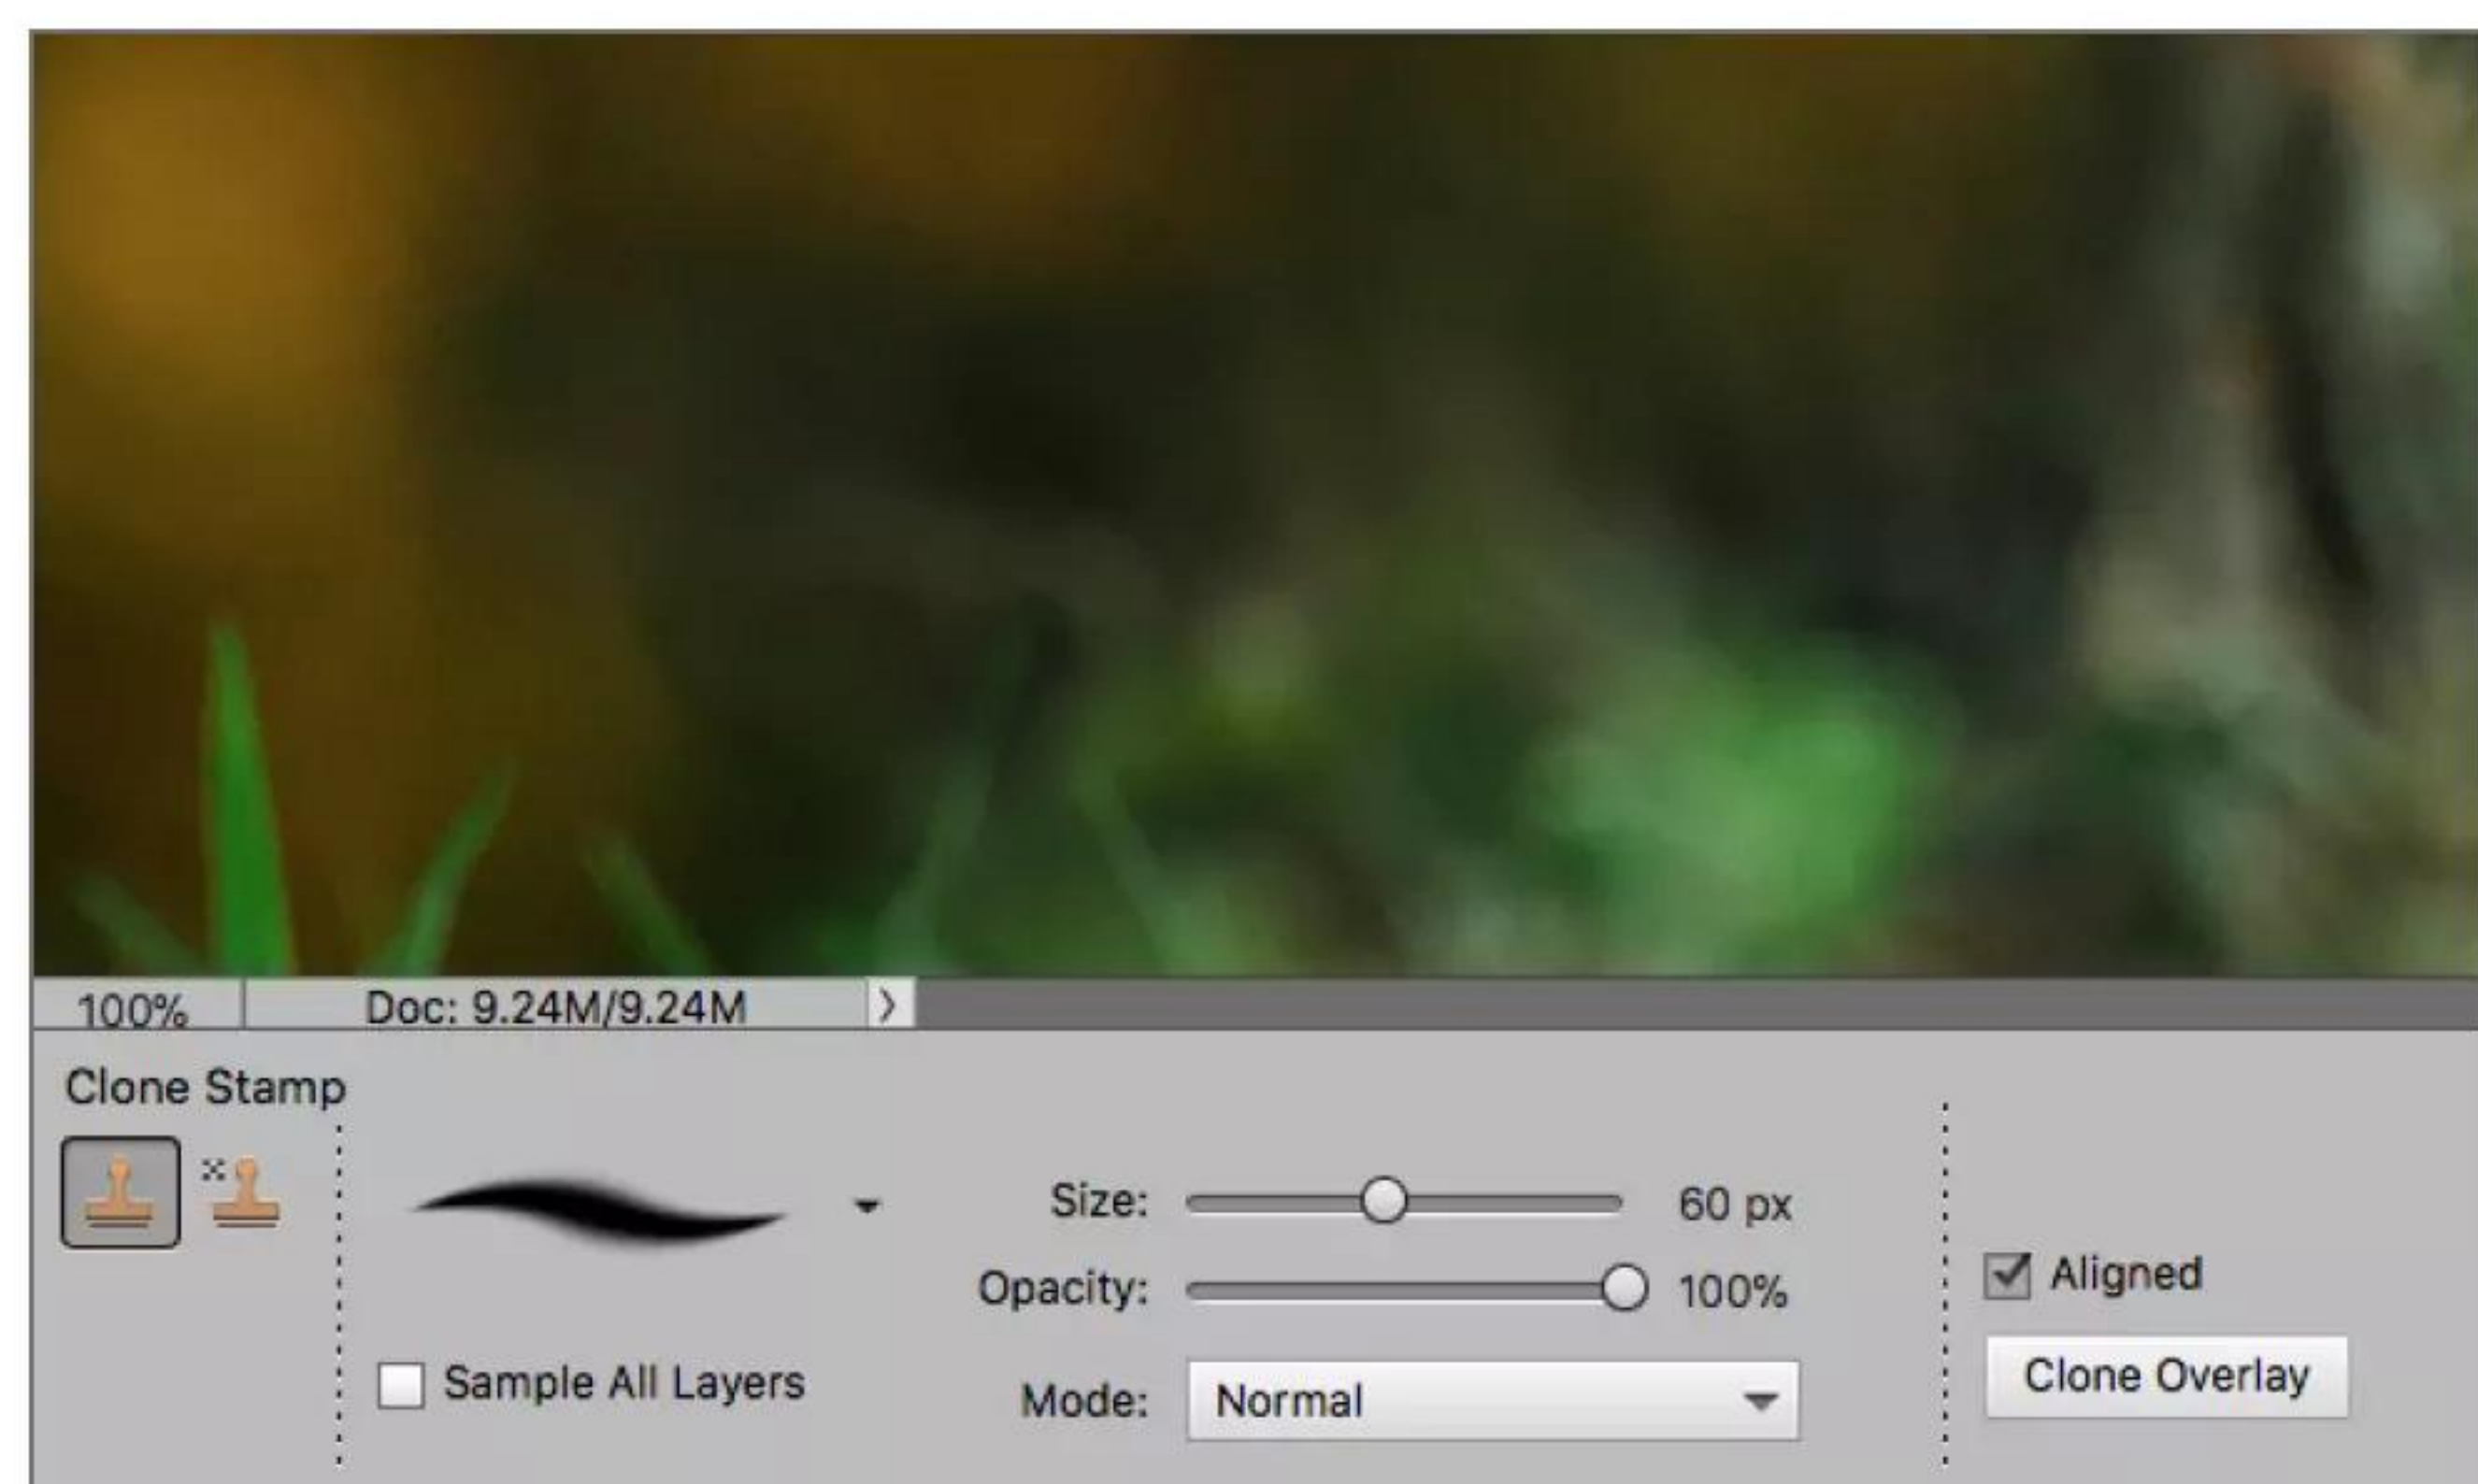 100%
Doc: 9.24M/9.24M
Clone Stamp
Size:
60 px
Opacity:
100%
Aligned
Sample All Layers
Mode:
Normal
Clone Overlay